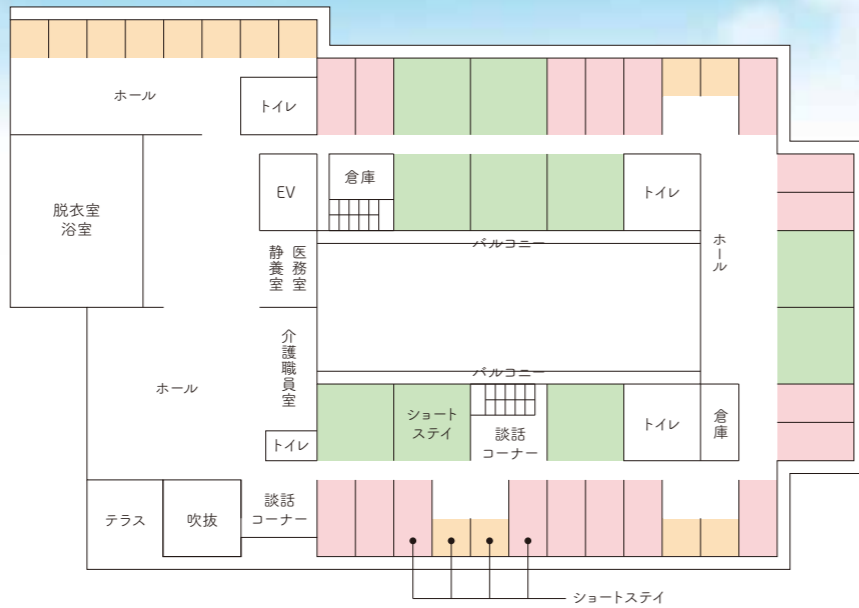 ホール
トイレ
EV
倉庫
トイレ
脱衣室
浴室
バルコニー
ホール
医務室
静養室
介護職員室
ホール
バルコニー
ショート
ステイ
談話
コーナー
トイレ
倉庫
トイレ
テラス
吹抜
談話
コーナー
ショートステイ